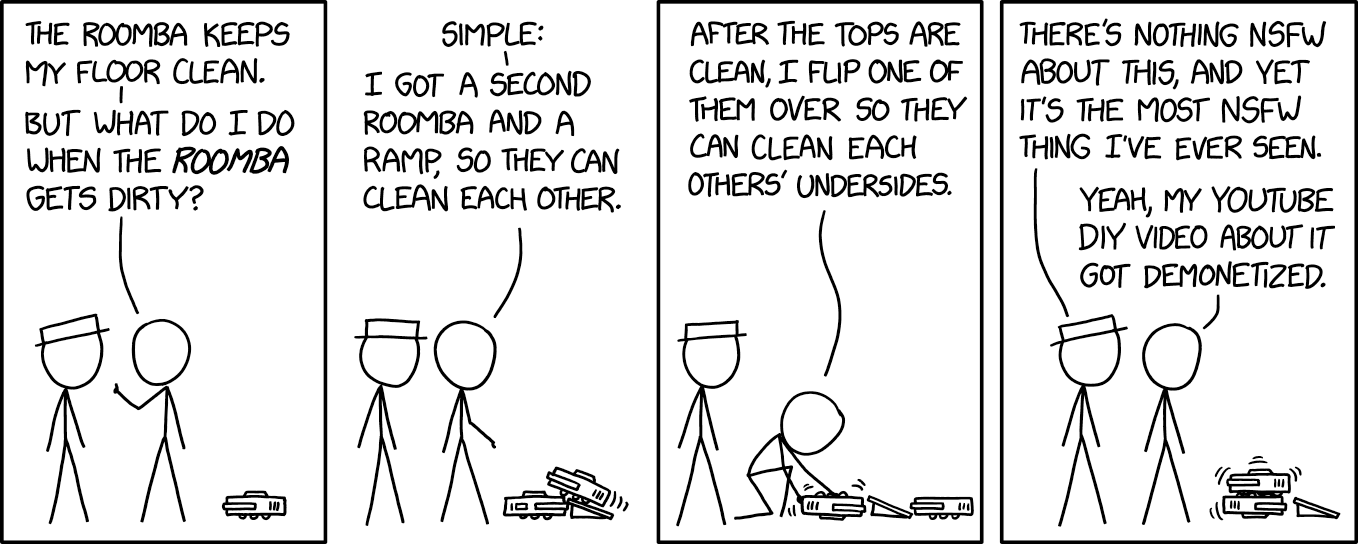 THE ROOMBA KEEPS
MY FLOOR CLEAN.
BUT WHAT DO I DO
WHEN THE ROOMBA
GETS DIRTY?
SIMPLE:
I GOT A SECOND
ROOMBA AND A
RAMP, SO THEY CAN
CLEAN EACH OTHER.
AFTER THE TOPS ARE
CLEAN, I FLIP ONE OF
THEM OVER SO THEY
CAN CLEAN EACH
OTHERS' UNDERSIDES.
THERE'S NOTHING NSFW
ABOUT THIS, AND YET
IT'S THE MOST NSFW
THING I'VE EVER SEEN.
YEAH, MY YOUTUBE
DIY VIDEO ABOUT IT
GOT DEMONETIZED.